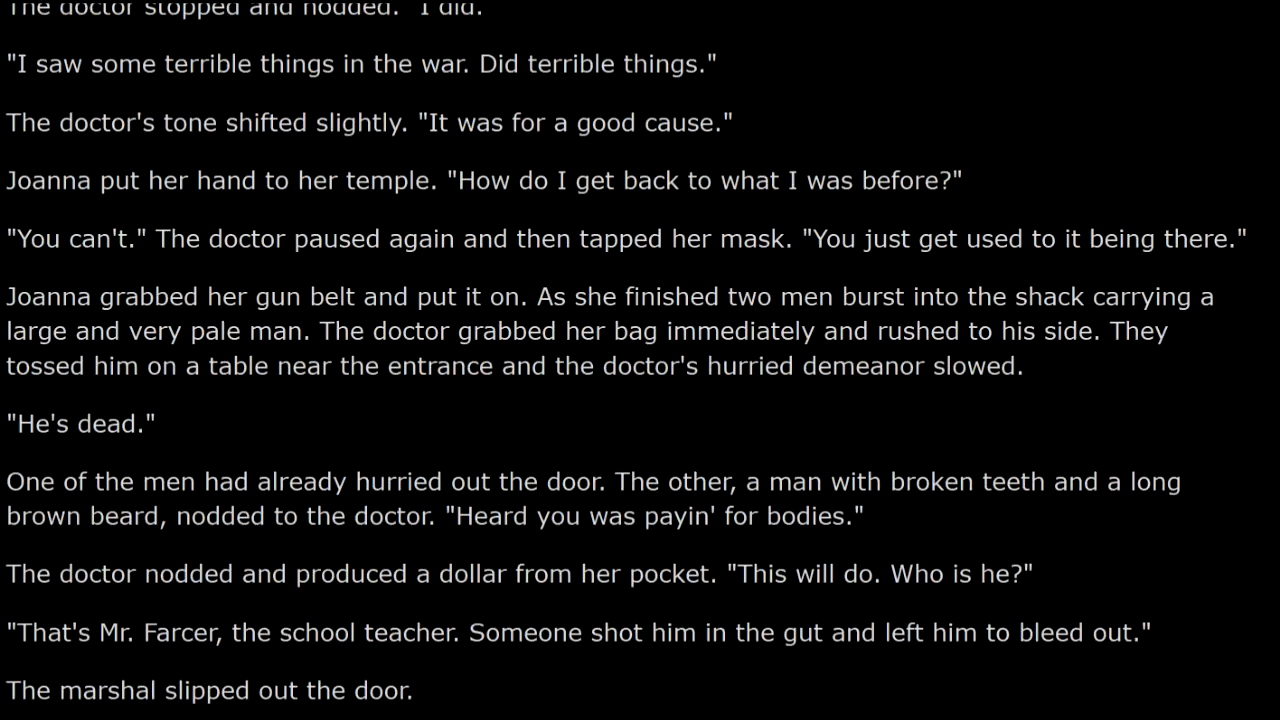 The doctor stopped and nodded. "I did.
"I saw some terrible things in the war. Did terrible things."
The doctor's tone shifted slightly. "It was for a good cause."
Joanna put her hand to her temple. "How do I get back to what I was before?"
"You can't." The doctor paused again and then tapped her mask. "You just get used to it being there."
Joanna grabbed her gun belt and put it on. As she finished two men burst into the shack carrying a
large and very pale man. The doctor grabbed her bag immediately and rushed to his side. They
tossed him on a table near the entrance and the doctor's hurried demeanor slowed.
"He's dead."
One of the men had already hurried out the door. The other, a man with broken teeth and a long
brown beard, nodded to the doctor. "Heard you was payin' for bodies."
The doctor nodded and produced a dollar from her pocket. "This will do. Who is he?"
"That's Mr. Farcer, the school teacher. Someone shot him in the gut and left him to bleed out."
The marshal slipped out the door.